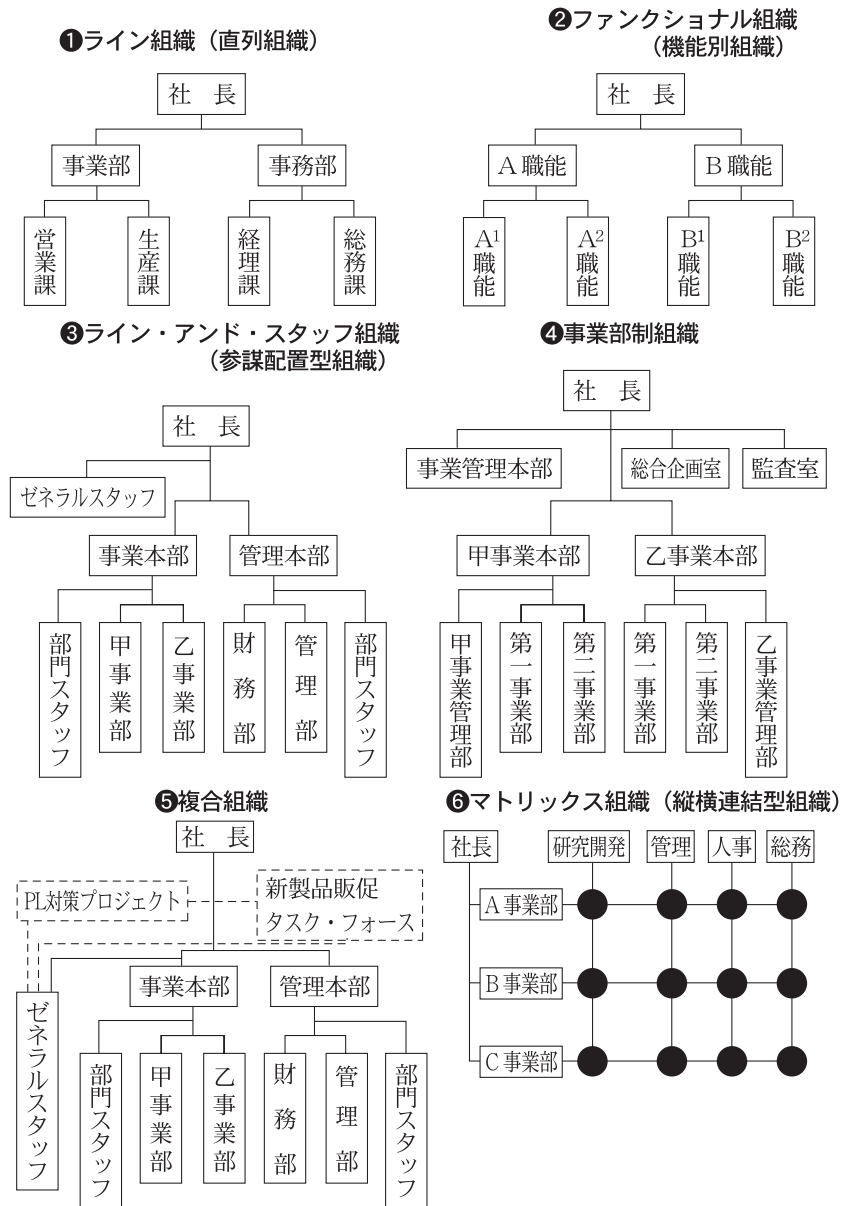 ❶ライン組織（直列組織）
社　長
事業部
事務部
営業課
生産課
経理課
総務課
❷ファンクショナル組織
（機能別組織）
社　長
A職能
B職能
A¹職能
A²職能
B¹職能
B²職能
❸ライン・アンド・スタッフ組織
（参謀配置型組織）
社　長
ゼネラルスタッフ
事業本部
管理本部
部門スタッフ
甲事業部
乙事業部
財務部
管理部
部門スタッフ
❹事業部制組織
社　長
事業管理本部
総合企画室
監査室
甲事業本部
乙事業本部
甲事業管理部
第一事業部
第二事業部
第一事業部
第二事業部
乙事業管理部
❺複合組織
社　長
PL対策プロジェクト
新製品販促
タスク・フォース
事業本部
管理本部
ゼネラルスタッフ
部門スタッフ
甲事業部
乙事業部
財務部
管理部
部門スタッフ
❻マトリックス組織（縦横連結型組織）
社長
研究開発
管理
人事
総務
A事業部
B事業部
C事業部